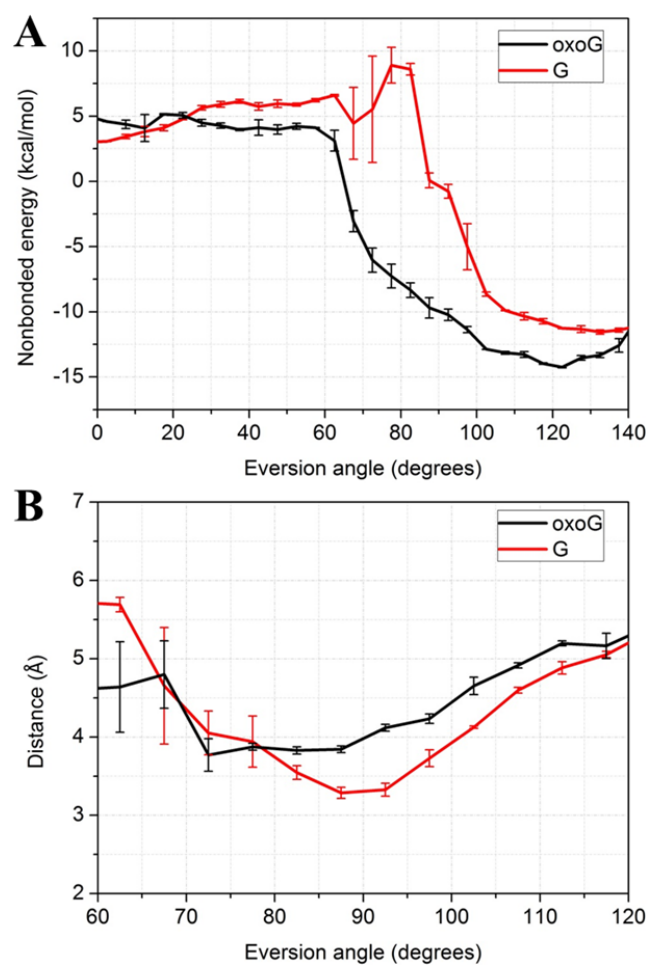 A
oxoG
G
10
5
0
-5
-10
-15
Nonbonded energy (kcal/mol)
0 20 40 60 80 100 120 140
Eversion angle (degrees)
B
oxoG
G
7
6
5
4
3
2
Distance (Å)
60 70 80 90 100 110 120
Eversion angle (degrees)